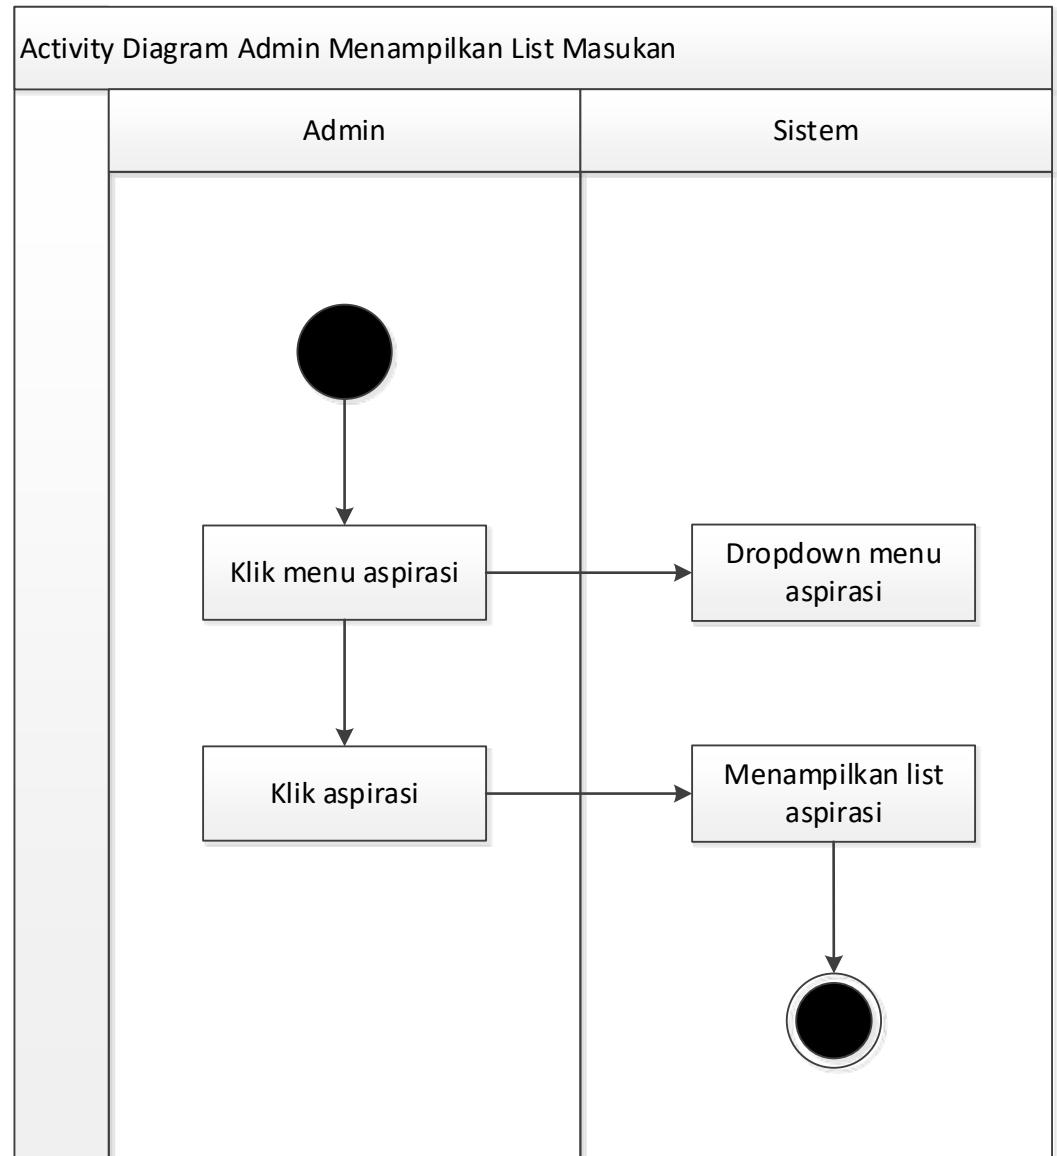 Activity Diagram Admin Menampilkan List Masukan
Admin
Sistem
Klik menu aspirasi
Dropdown menu
aspirasi
Klik aspirasi
Menampilkan list
aspirasi